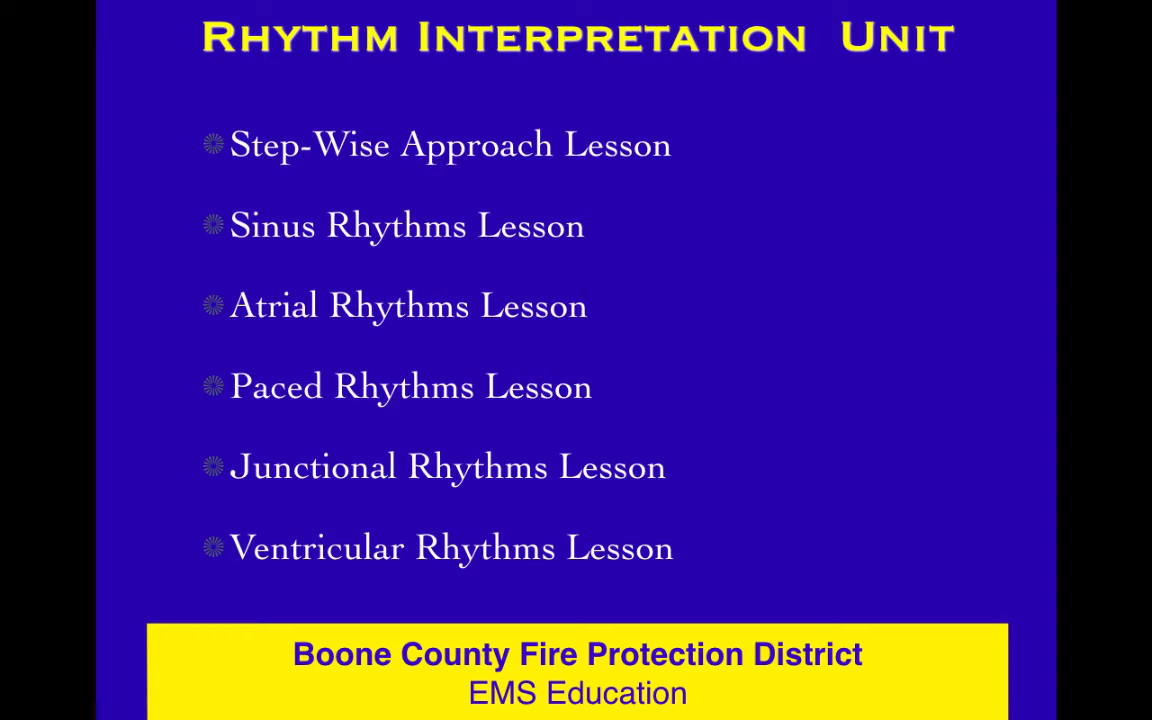 Rhythm Interpretation Unit
Step-Wise Approach Lesson
Sinus Rhythms Lesson
Atrial Rhythms Lesson
Paced Rhythms Lesson
Junctional Rhythms Lesson
Ventricular Rhythms Lesson
Boone County Fire Protection District
EMS Education